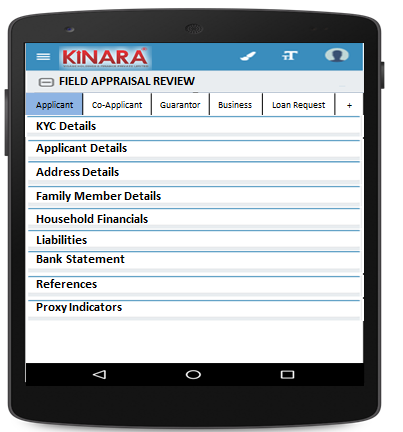 KINARA
FIELD APPRAISAL REVIEW
Applicant Co-Applicant Guarantor Business Loan Request +
KYC Details
Applicant Details
Address Details
Family Member Details
Household Financials
Liabilities
Bank Statement
References
Proxy Indicators